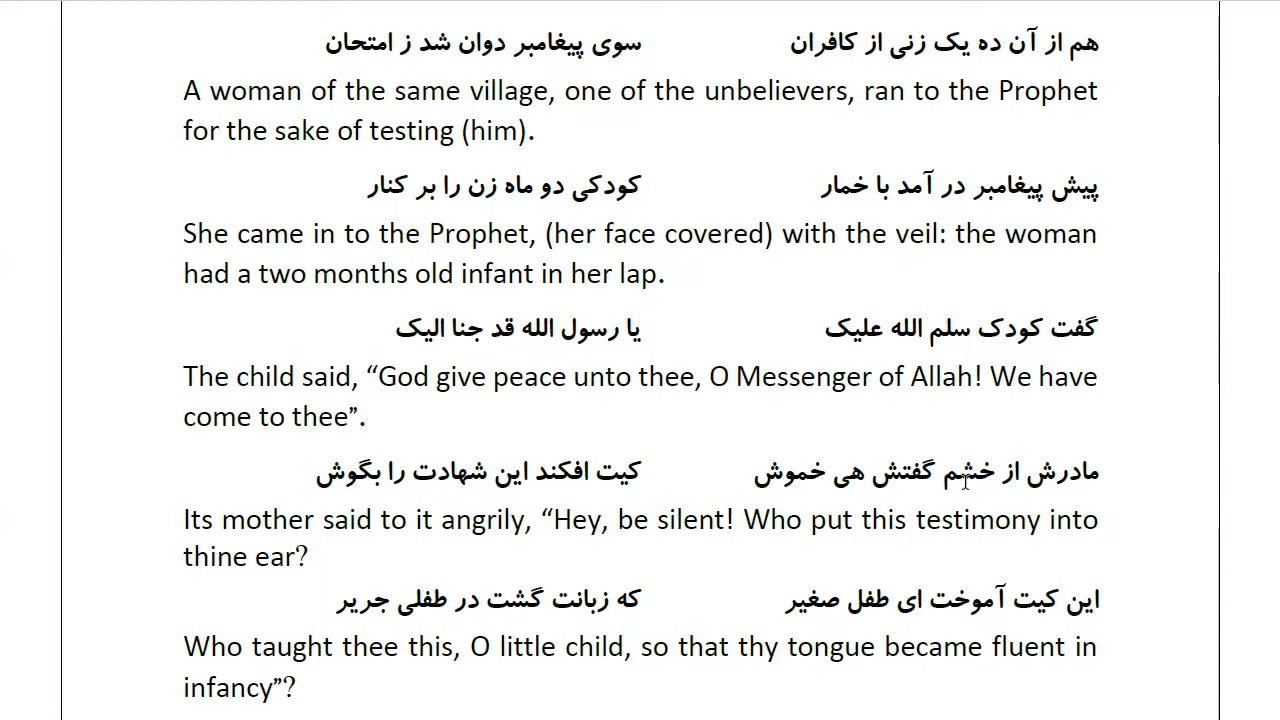 هم از آن ده یک زنی از کافران سوی پیغامبر دوان شد ز امتحان
A woman of the same village, one of the unbelievers, ran to the Prophet
for the sake of testing (him).
پیش پیغامبر در آمد با خمار کودکی دو ماه زن را بر کنار
She came in to the Prophet, (her face covered) with the veil: the woman
had a two months old infant in her lap.
گفت کودک سلم الله علیک یا رسول الله قد جنا الیک
The child said, “God give peace unto thee, O Messenger of Allah! We have
come to thee”.
مادرش از خشم گفتش هی خموش کیت افکند این شهادت را بگوش
Its mother said to it angrily, “Hey, be silent! Who put this testimony into
thine ear?
این کیت آموخت ای طفل صغیر که زبانت گشت در طفلی جریر
Who taught thee this, O little child, so that thy tongue became fluent in
infancy”?